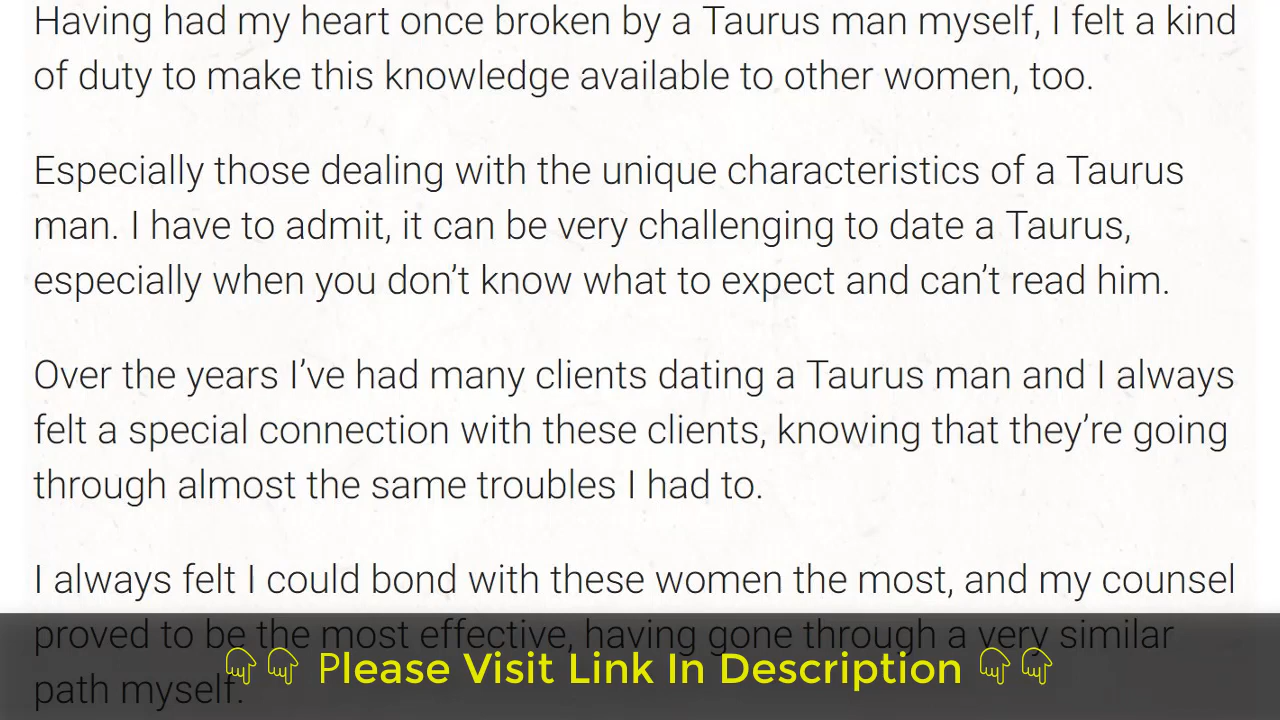 Having had my heart once broken by a Taurus man myself, I felt a kind
of duty to make this knowledge available to other women, too.
Especially those dealing with the unique characteristics of a Taurus
man. I have to admit, it can be very challenging to date a Taurus,
especially when you don’t know what to expect and can’t read him.
Over the years I’ve had many clients dating a Taurus man and I always
felt a special connection with these clients, knowing that they’re going
through almost the same troubles I had to.
I always felt I could bond with these women the most, and my counsel
proved to be the most effective, having gone through a very similar
👇👇 Please Visit Link In Description 👇👇
path myself.